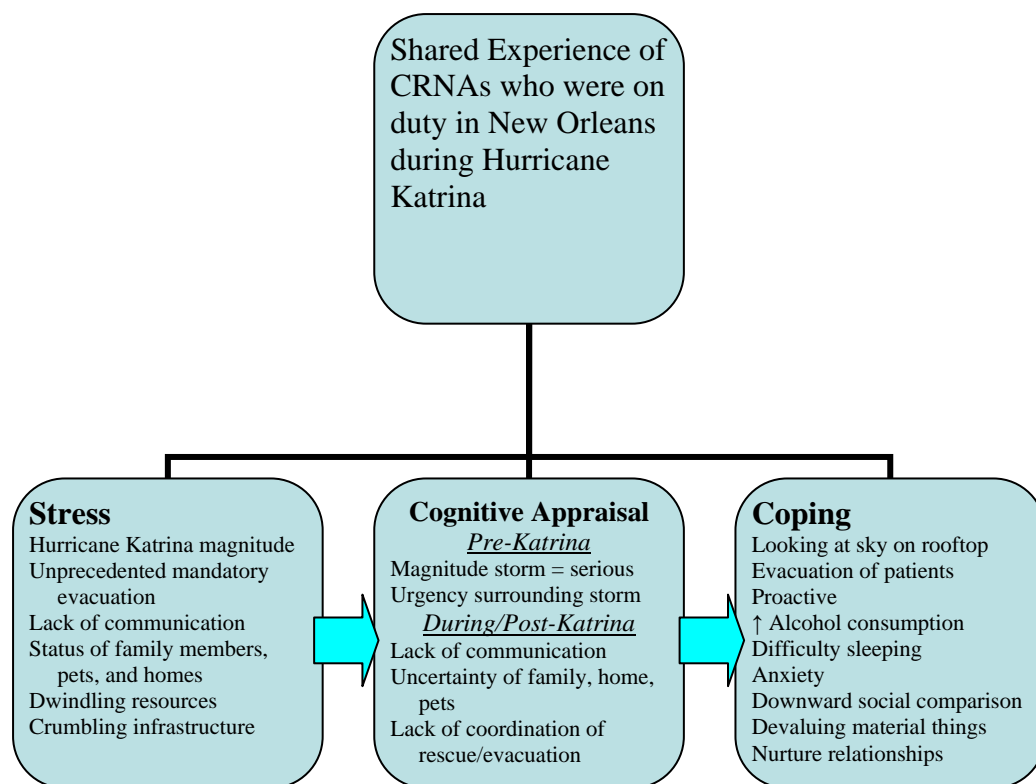 Shared Experience of
CRNAs who were on
duty in New Orleans
during Hurricane
Katrina
Stress
Hurricane Katrina magnitude
Unprecedented mandatory
evacuation
Lack of communication
Status of family members,
pets, and homes
Dwindling resources
Crumbling infrastructure
Cognitive Appraisal
Pre-Katrina
Magnitude storm = serious
Urgency surrounding storm
During/Post-Katrina
Lack of communication
Uncertainty of family, home,
pets
Lack of coordination of
rescue/evacuation
Coping
Looking at sky on rooftop
Evacuation of patients
Proactive
↑ Alcohol consumption
Difficulty sleeping
Anxiety
Downward social comparison
Devaluing material things
Nurture relationships